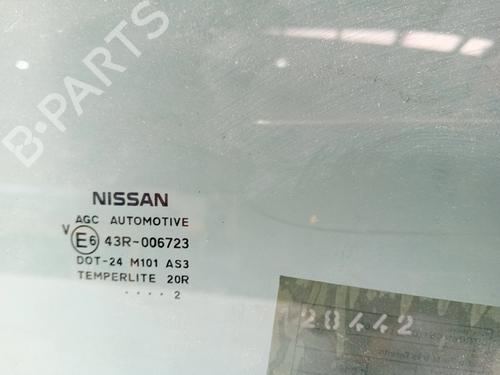 B-PARTS
NISSAN
AGC AUTOMOTIVE
V E6 43R-006723
DOT-24 M101 AS3
TEMPERLITE 20R
.... 2
28442